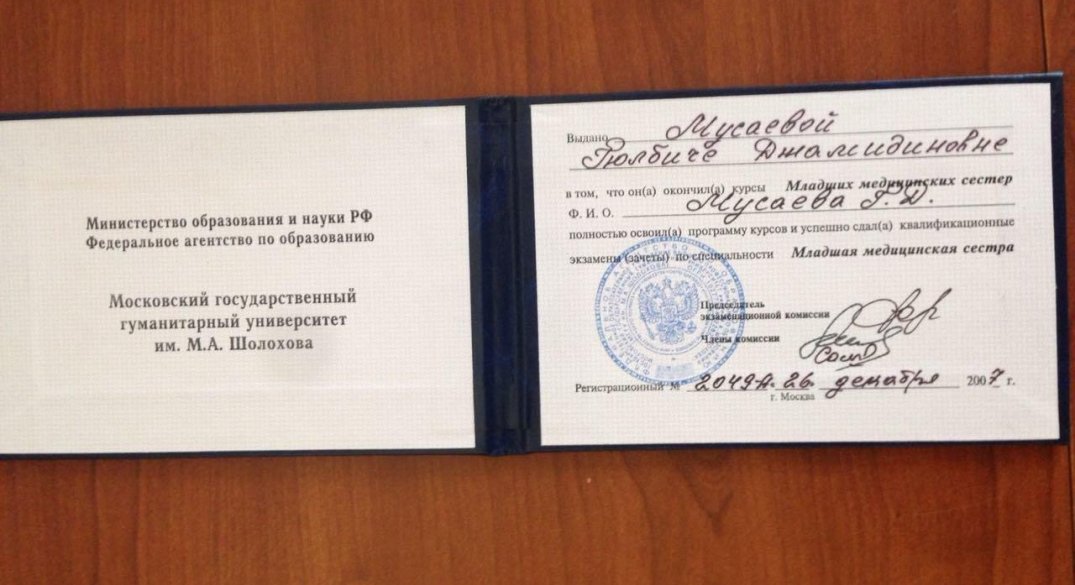 Министерство образования и науки РФ
Федеральное агентство по образованию
Московский государственный
гуманитарный университет
им. М.А. Шолохова
Выдано Мусаевой
Гюлбиче Джамидиновне
в том, что он(а) окончил(а) курсы Младших медицинских сестер
Ф. И. О. Мусаева Г. Д.
полностью освоил(а) программу курсов и успешно сдал(а) квалификационные
экзамены (зачеты) по специальности Младшая медицинская сестра
Председатель
экзаменационной комиссии
Члены комиссии
Регистрационный № 26 декабря 2007 г.
г. Москва